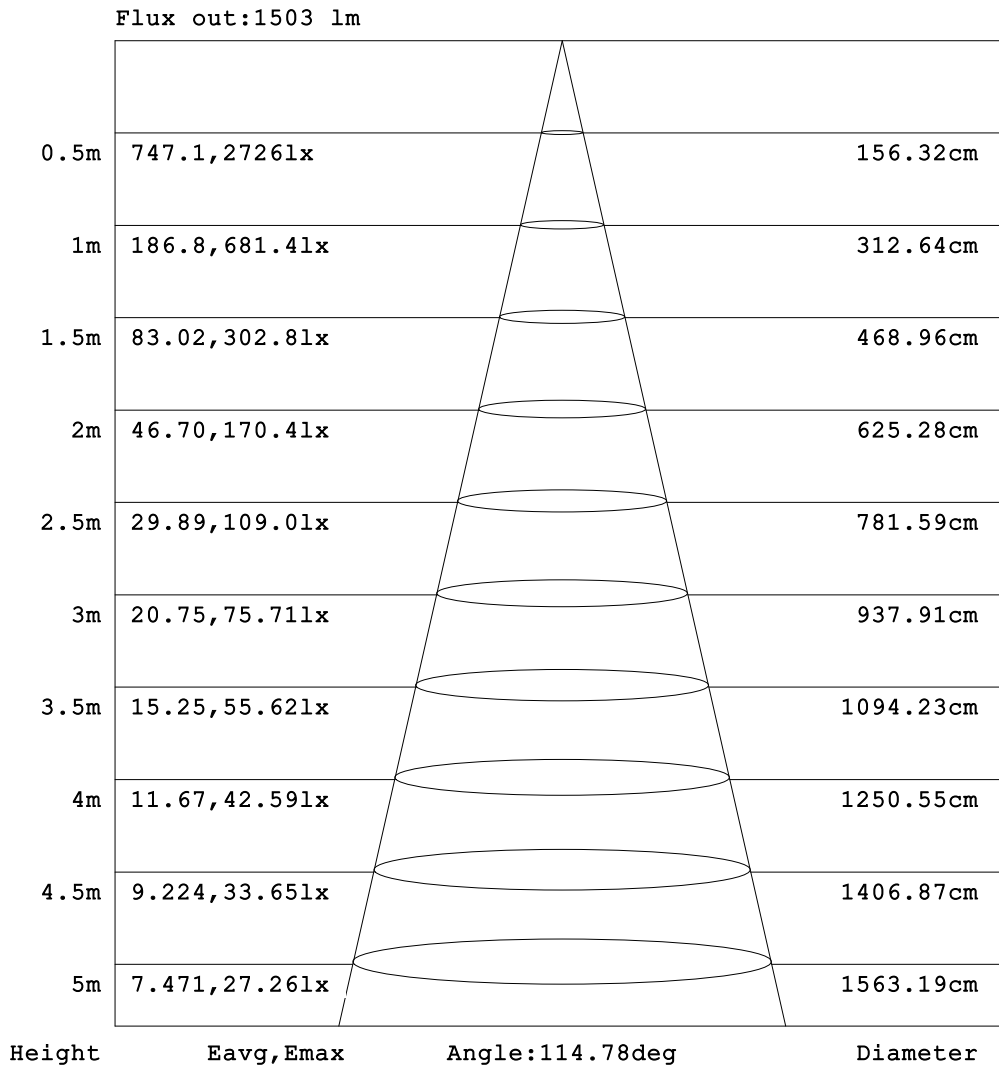 Flux out:1503 lm
0.5m 747.1,2726lx 156.32cm
1m 186.8,681.4lx 312.64cm
1.5m 83.02,302.8lx 468.96cm
2m 46.70,170.4lx 625.28cm
2.5m 29.89,109.0lx 781.59cm
3m 20.75,75.71lx 937.91cm
3.5m 15.25,55.62lx 1094.23cm
4m 11.67,42.59lx 1250.55cm
4.5m 9.224,33.65lx 1406.87cm
5m 7.471,27.26lx 1563.19cm
Height Eavg,Emax Angle:114.78deg Diameter